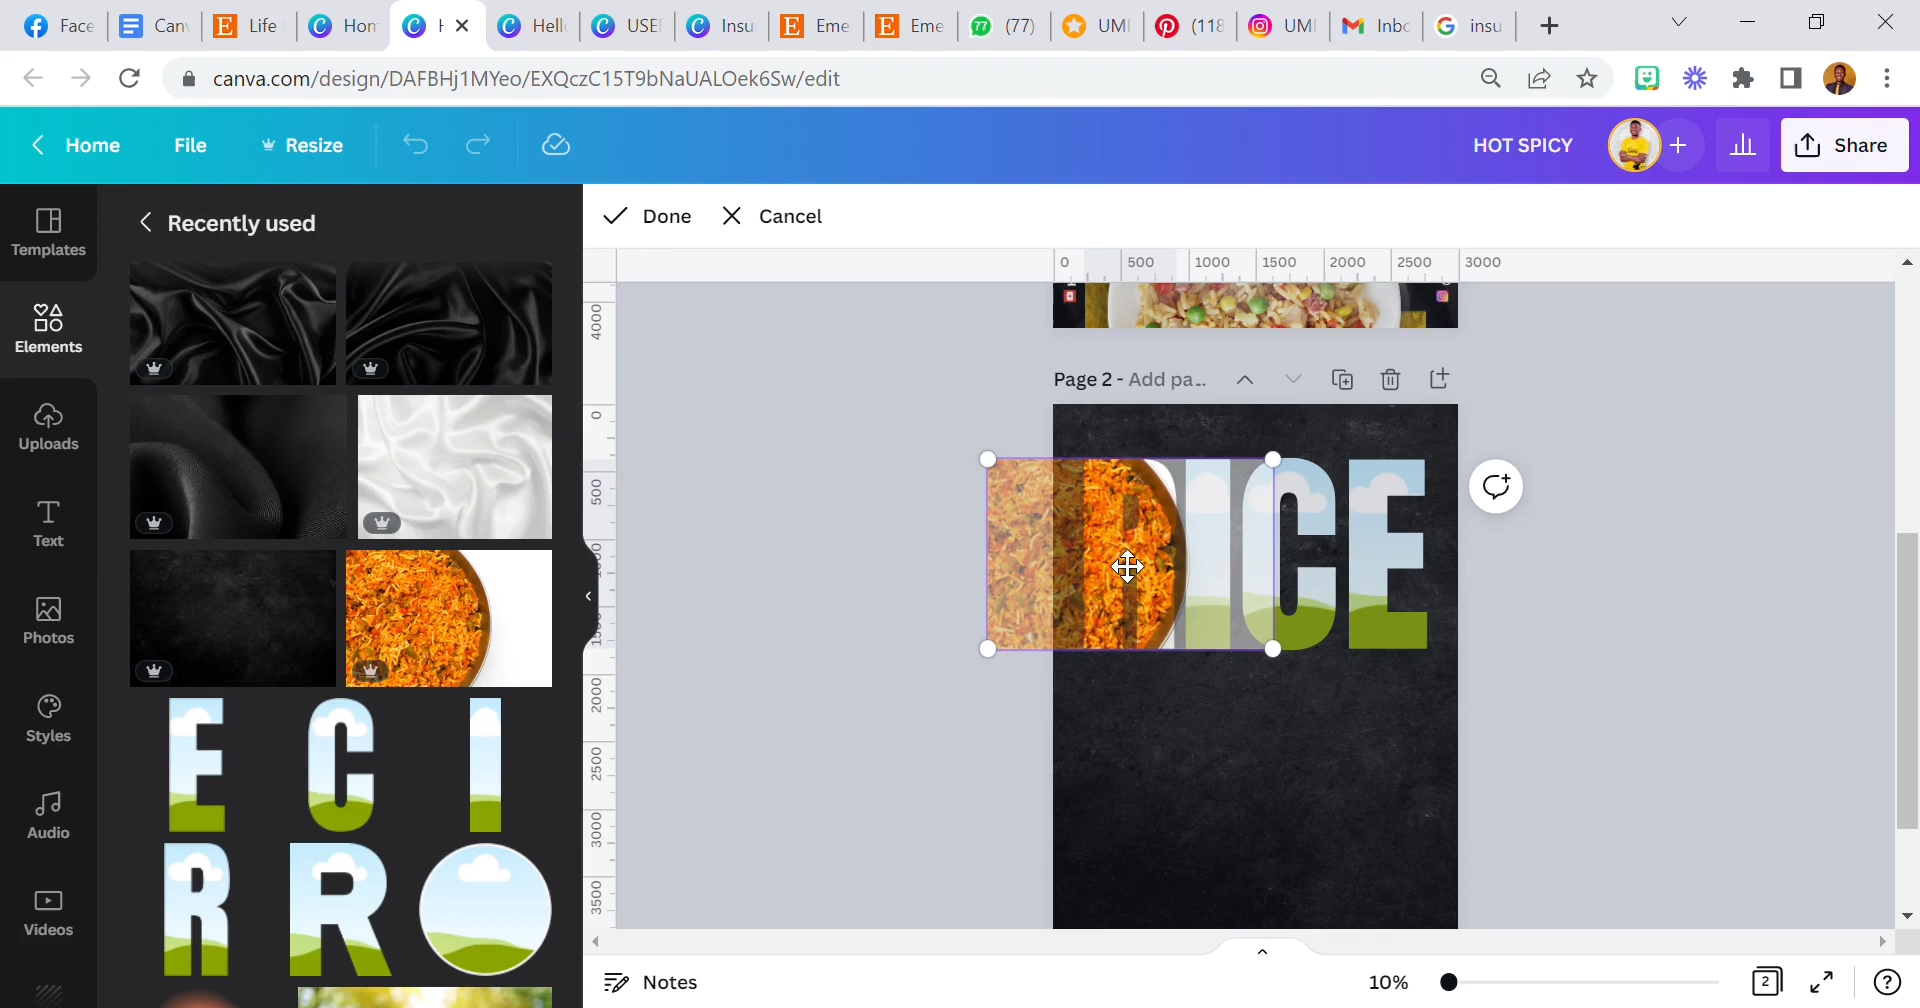 Face
Canv
Life
Hom
H
Hell
USE
Insu
Eme
Eme
(77)
UMI
(118
UMI
Inbo
insu
canva.com/design/DAFBHj1MYeo/EXQczC15T9bNaUALOek6Sw/edit
Home
File
Resize
HOT SPICY
Share
Templates
Elements
Uploads
Text
Photos
Styles
Audio
Videos
Recently used
E C I
R R
Done
Cancel
0 500 1000 1500 2000 2500 3000
4000
0
500
1500
2000
2500
3000
3500
Page 2 - Add pa...
RICE
Notes
10%
2